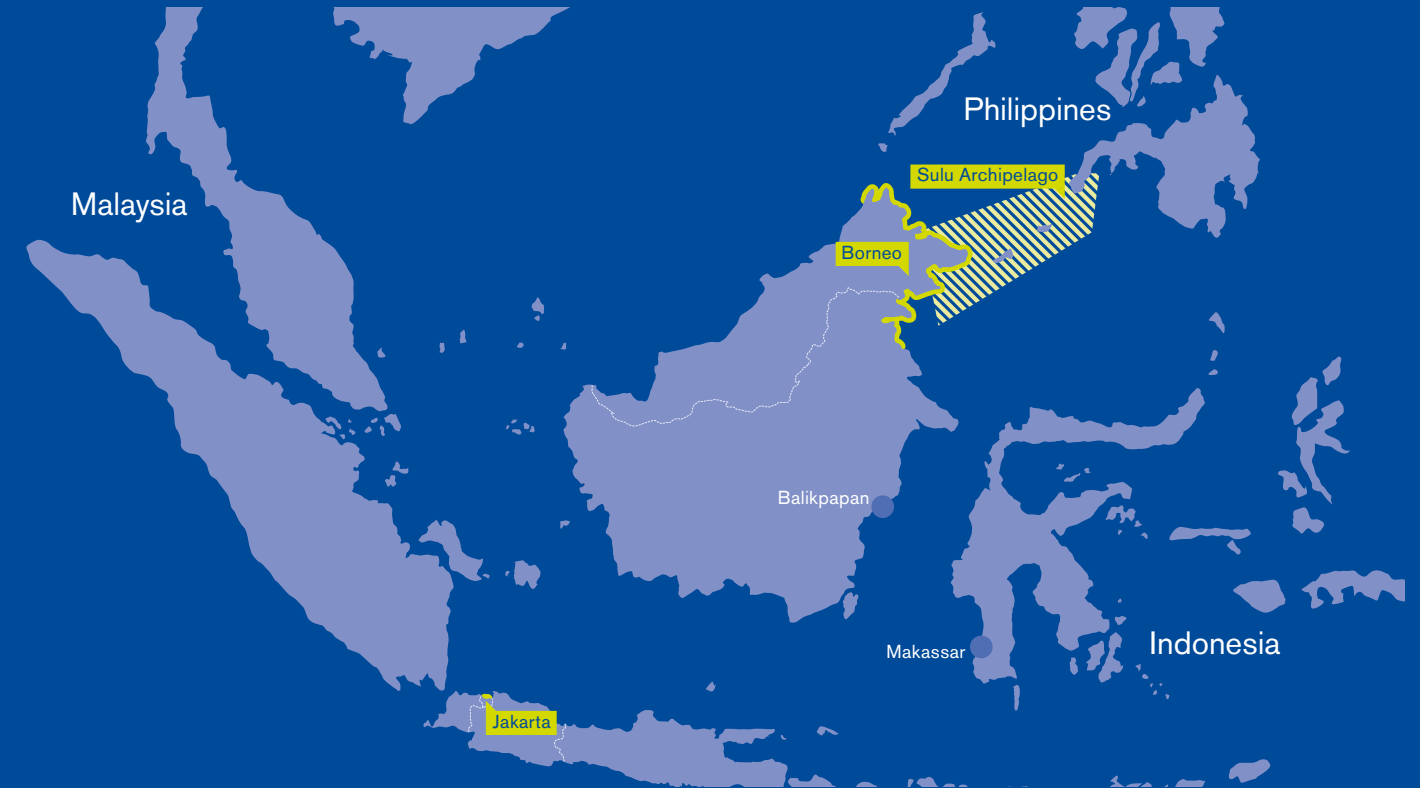 Philippines
Sulu Archipelago
Malaysia
Borneo
Balikpapan
Makassar
Indonesia
Jakarta